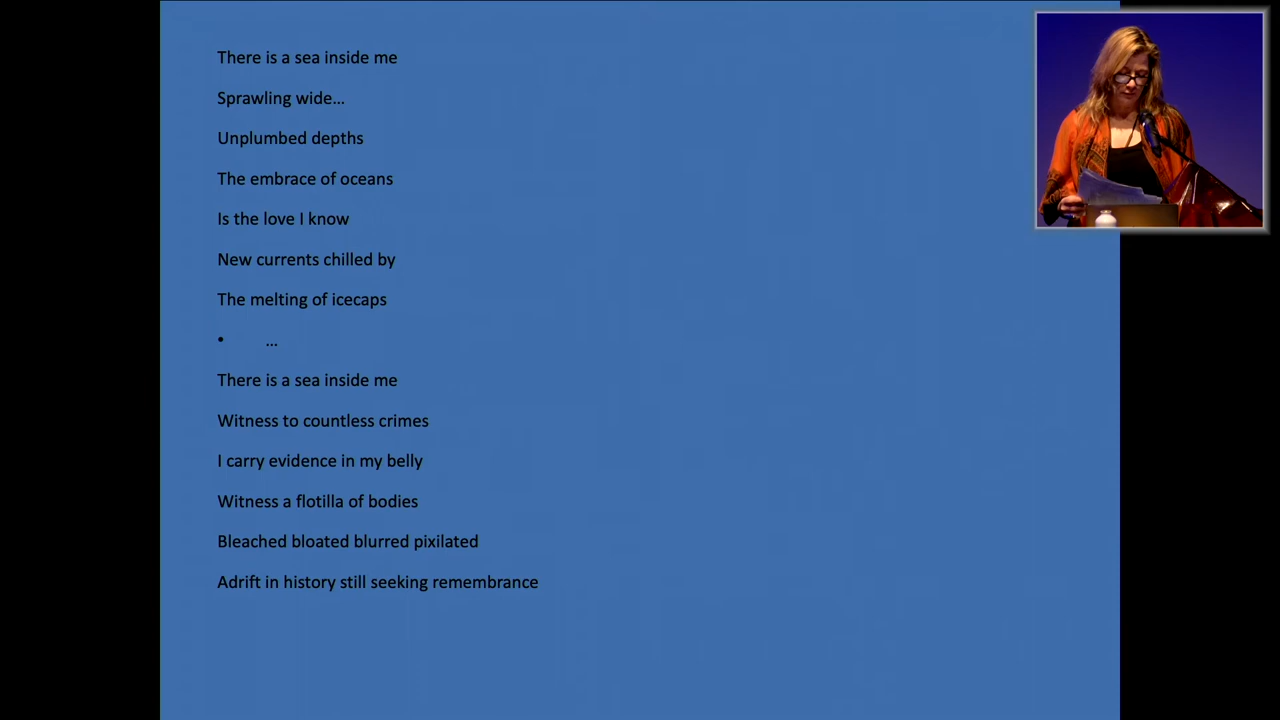 There is a sea inside me
Sprawling wide…
Unplumbed depths
The embrace of oceans
Is the love I know
New currents chilled by
The melting of icecaps
• …
There is a sea inside me
Witness to countless crimes
I carry evidence in my belly
Witness a flotilla of bodies
Bleached bloated blurred pixilated
Adrift in history still seeking remembrance